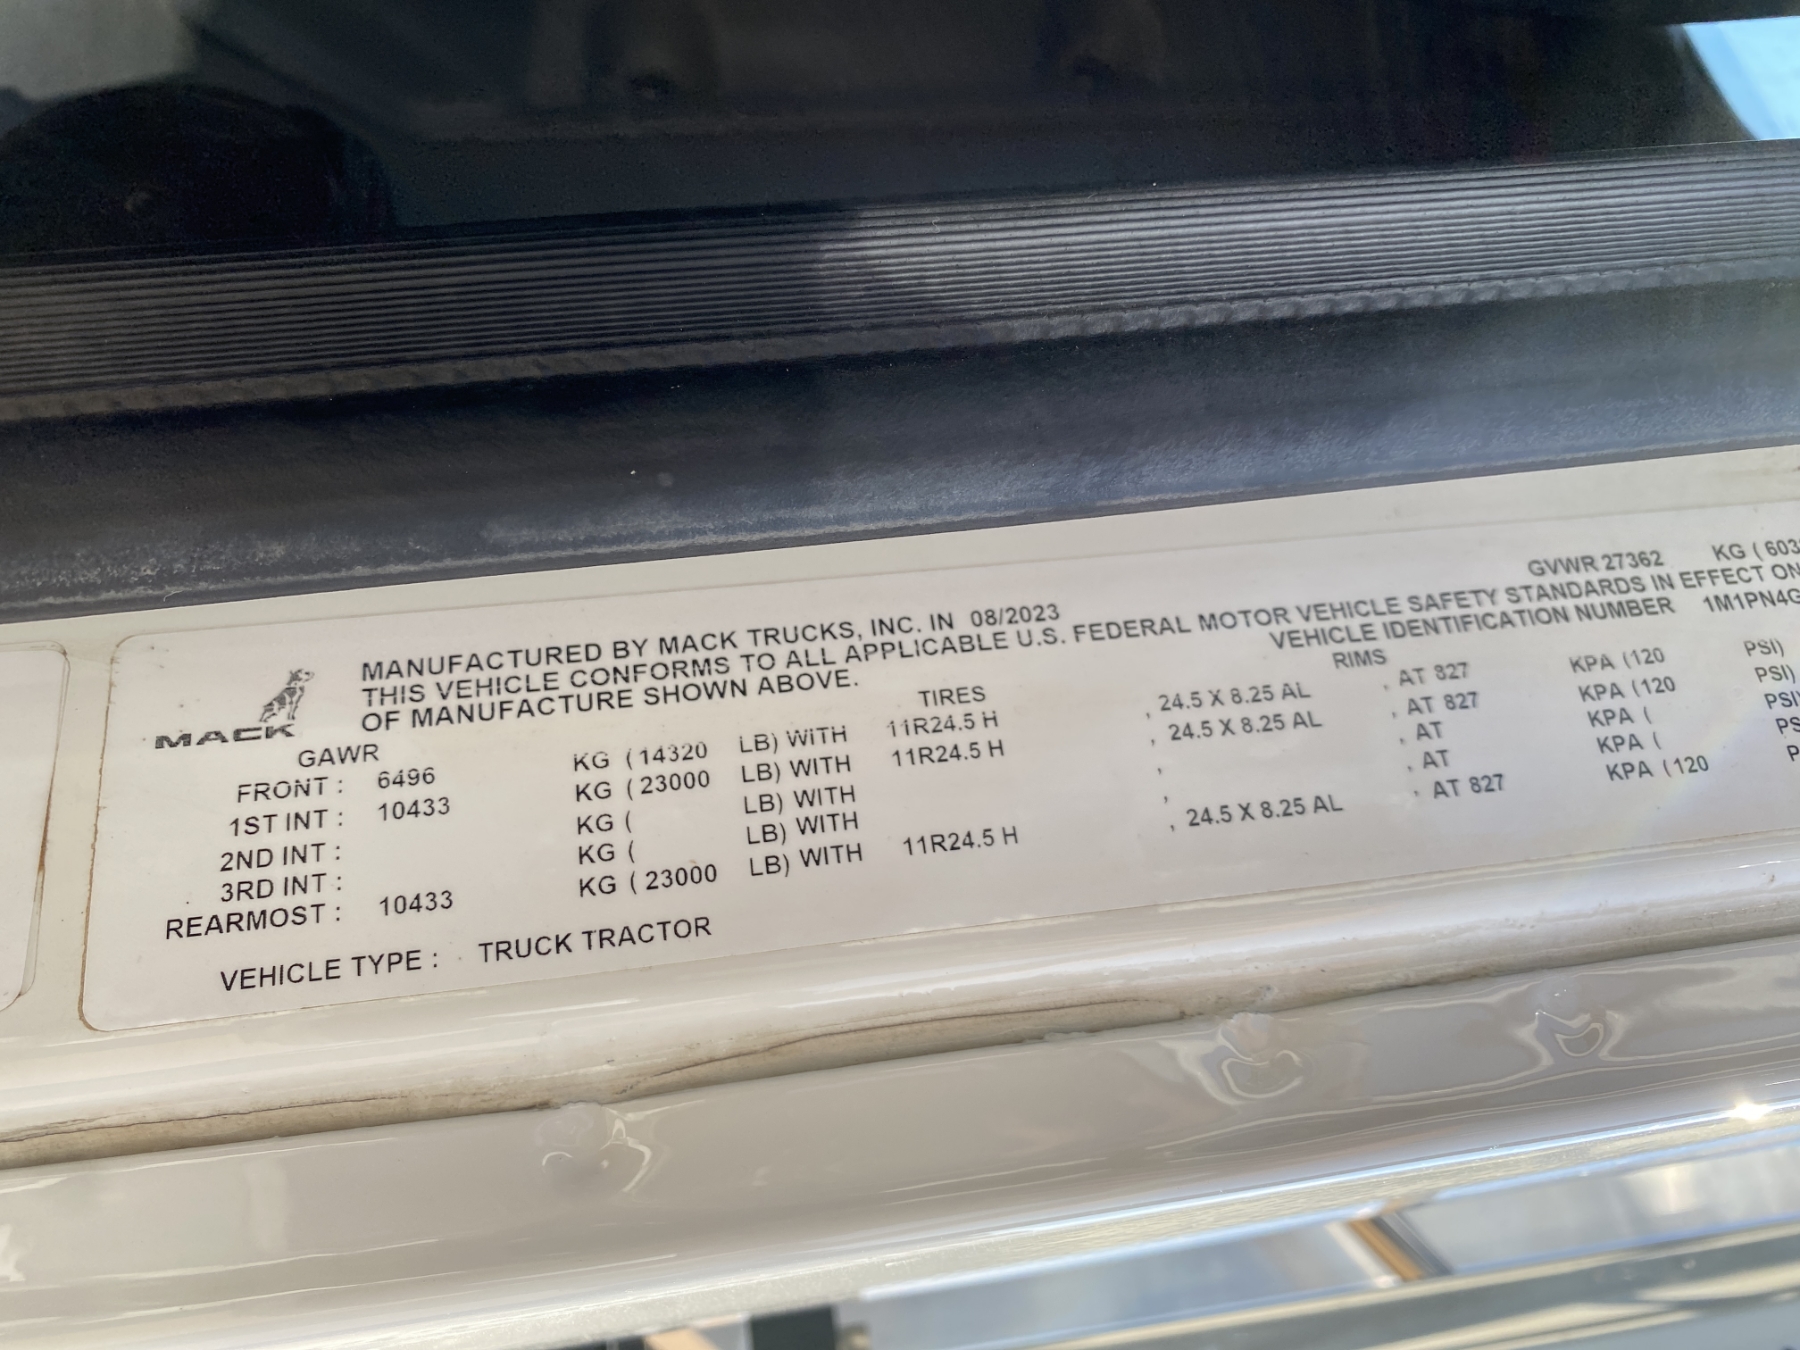 GVWR 27362 KG ( 603
MANUFACTURED BY MACK TRUCKS, INC. IN 08/2023
THIS VEHICLE CONFORMS TO ALL APPLICABLE U.S. FEDERAL MOTOR VEHICLE SAFETY STANDARDS IN EFFECT ON
OF MANUFACTURE SHOWN ABOVE. VEHICLE IDENTIFICATION NUMBER 1M1PN4G
MACK
GAWR TIRES RIMS
FRONT : 6496 KG ( 14320 LB) WITH 11R24.5 H , 24.5 X 8.25 AL , AT 827 KPA (120 PSI)
1ST INT : 10433 KG ( 23000 LB) WITH 11R24.5 H , 24.5 X 8.25 AL , AT 827 KPA (120 PSI)
2ND INT : KG ( LB) WITH , , AT KPA ( PSI
3RD INT : KG ( LB) WITH , , AT KPA ( PS
REARMOST : 10433 KG ( 23000 LB) WITH 11R24.5 H , 24.5 X 8.25 AL , AT 827 KPA (120 P
VEHICLE TYPE : TRUCK TRACTOR